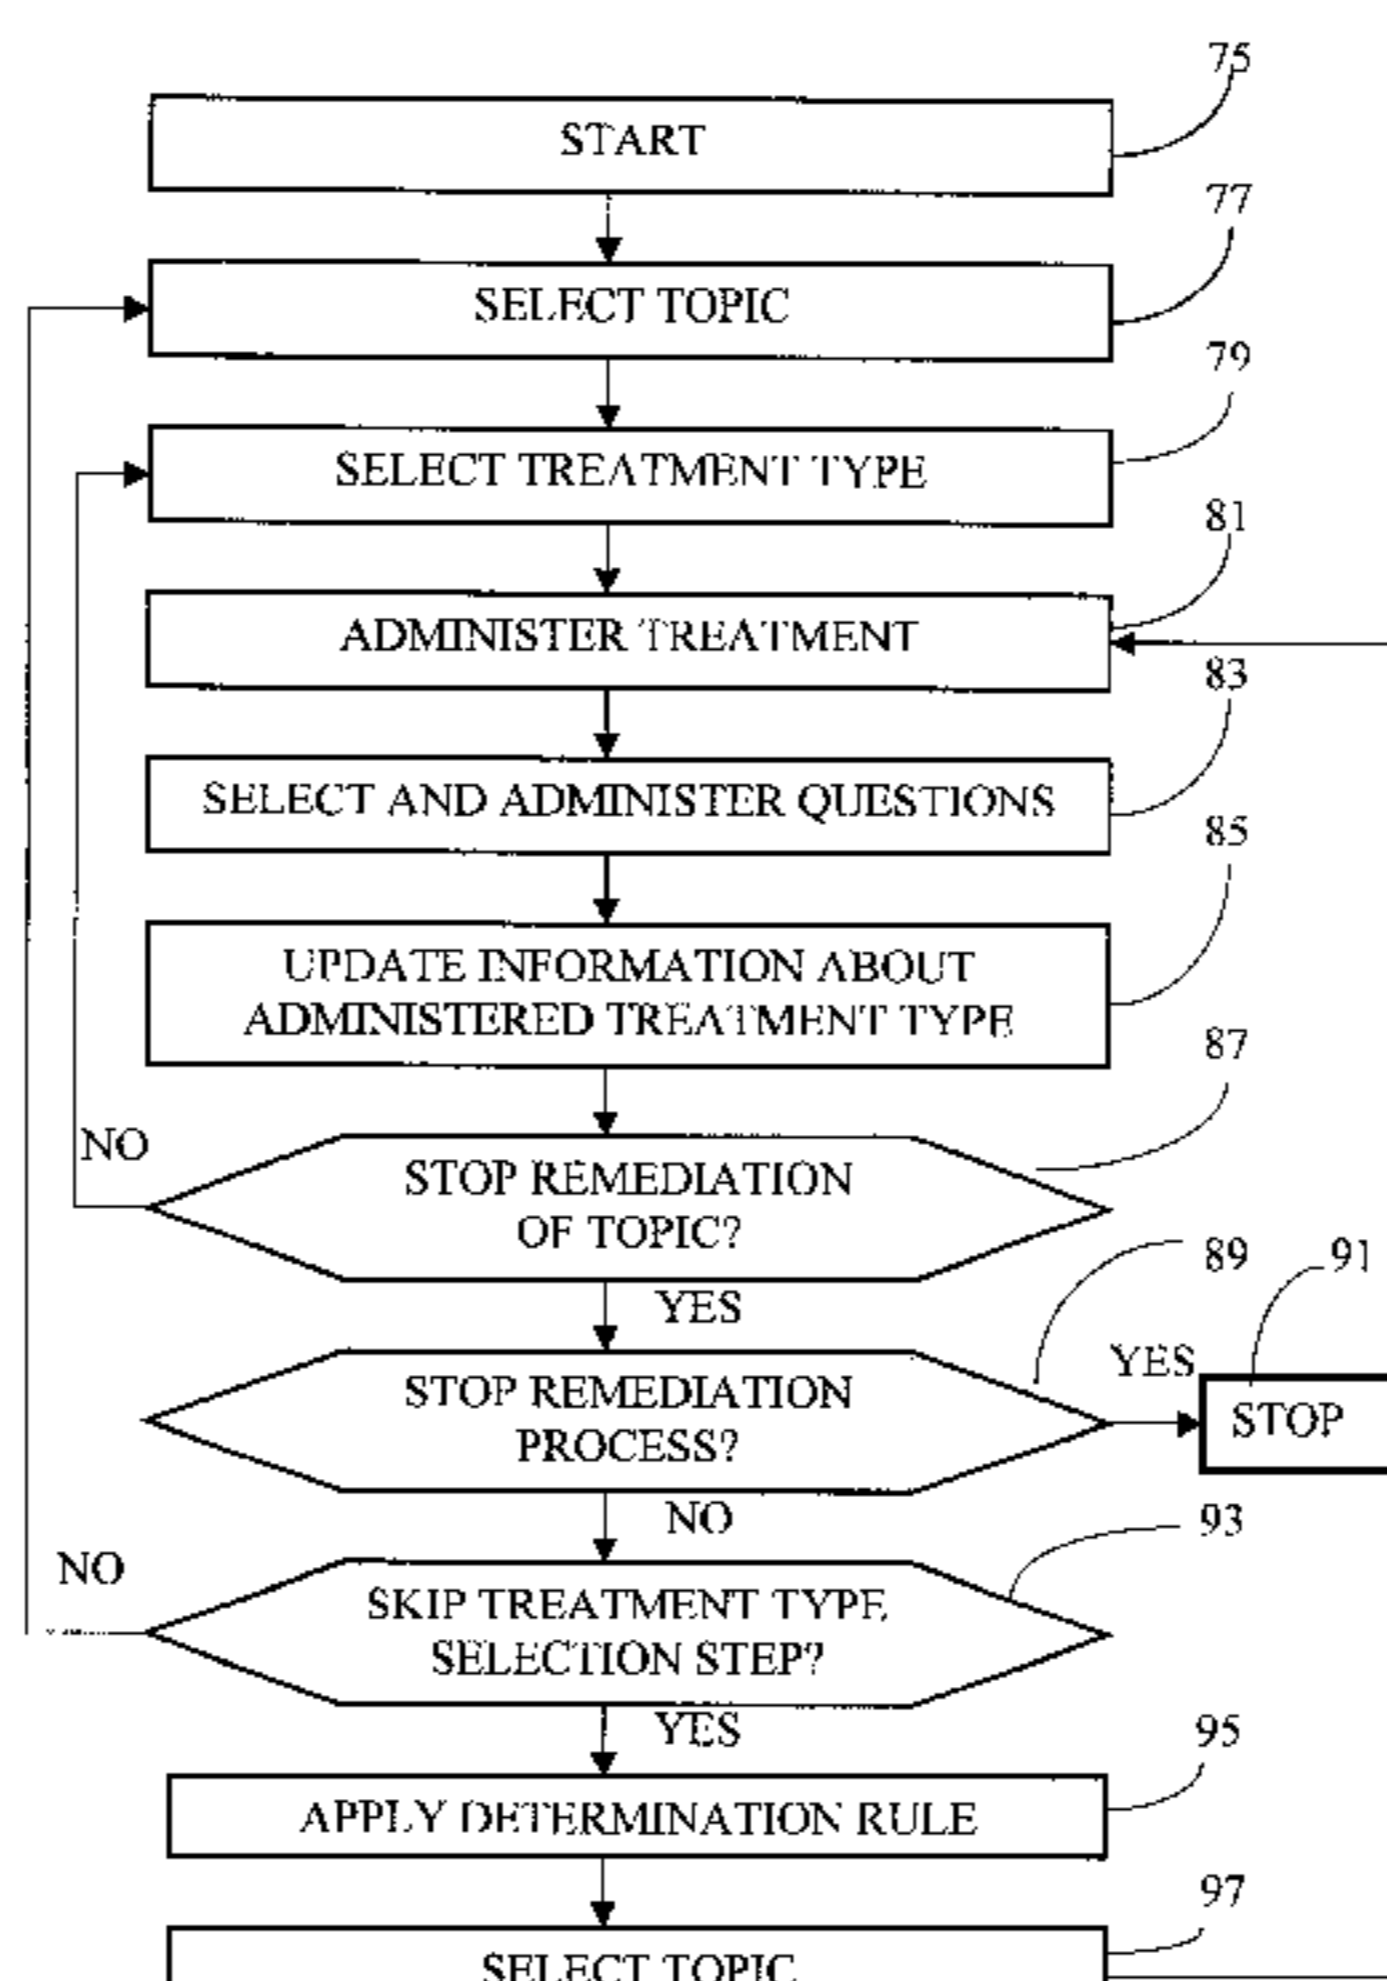 75
START
77
SELECT TOPIC
79
SELECT TREATMENT TYPE
81
ADMINISTER TREATMENT
83
SELECT AND ADMINISTER QUESTIONS
85
UPDATE INFORMATION ABOUT
ADMINISTERED TREATMENT TYPE
87
NO
STOP REMEDIATION
OF TOPIC?
YES
89
91
YES
STOP REMEDIATION
PROCESS?
STOP
NO
93
NO
SKIP TREATMENT TYPE
SELECTION STEP?
YES
95
APPLY DETERMINATION RULE
97
SELECT TOPIC